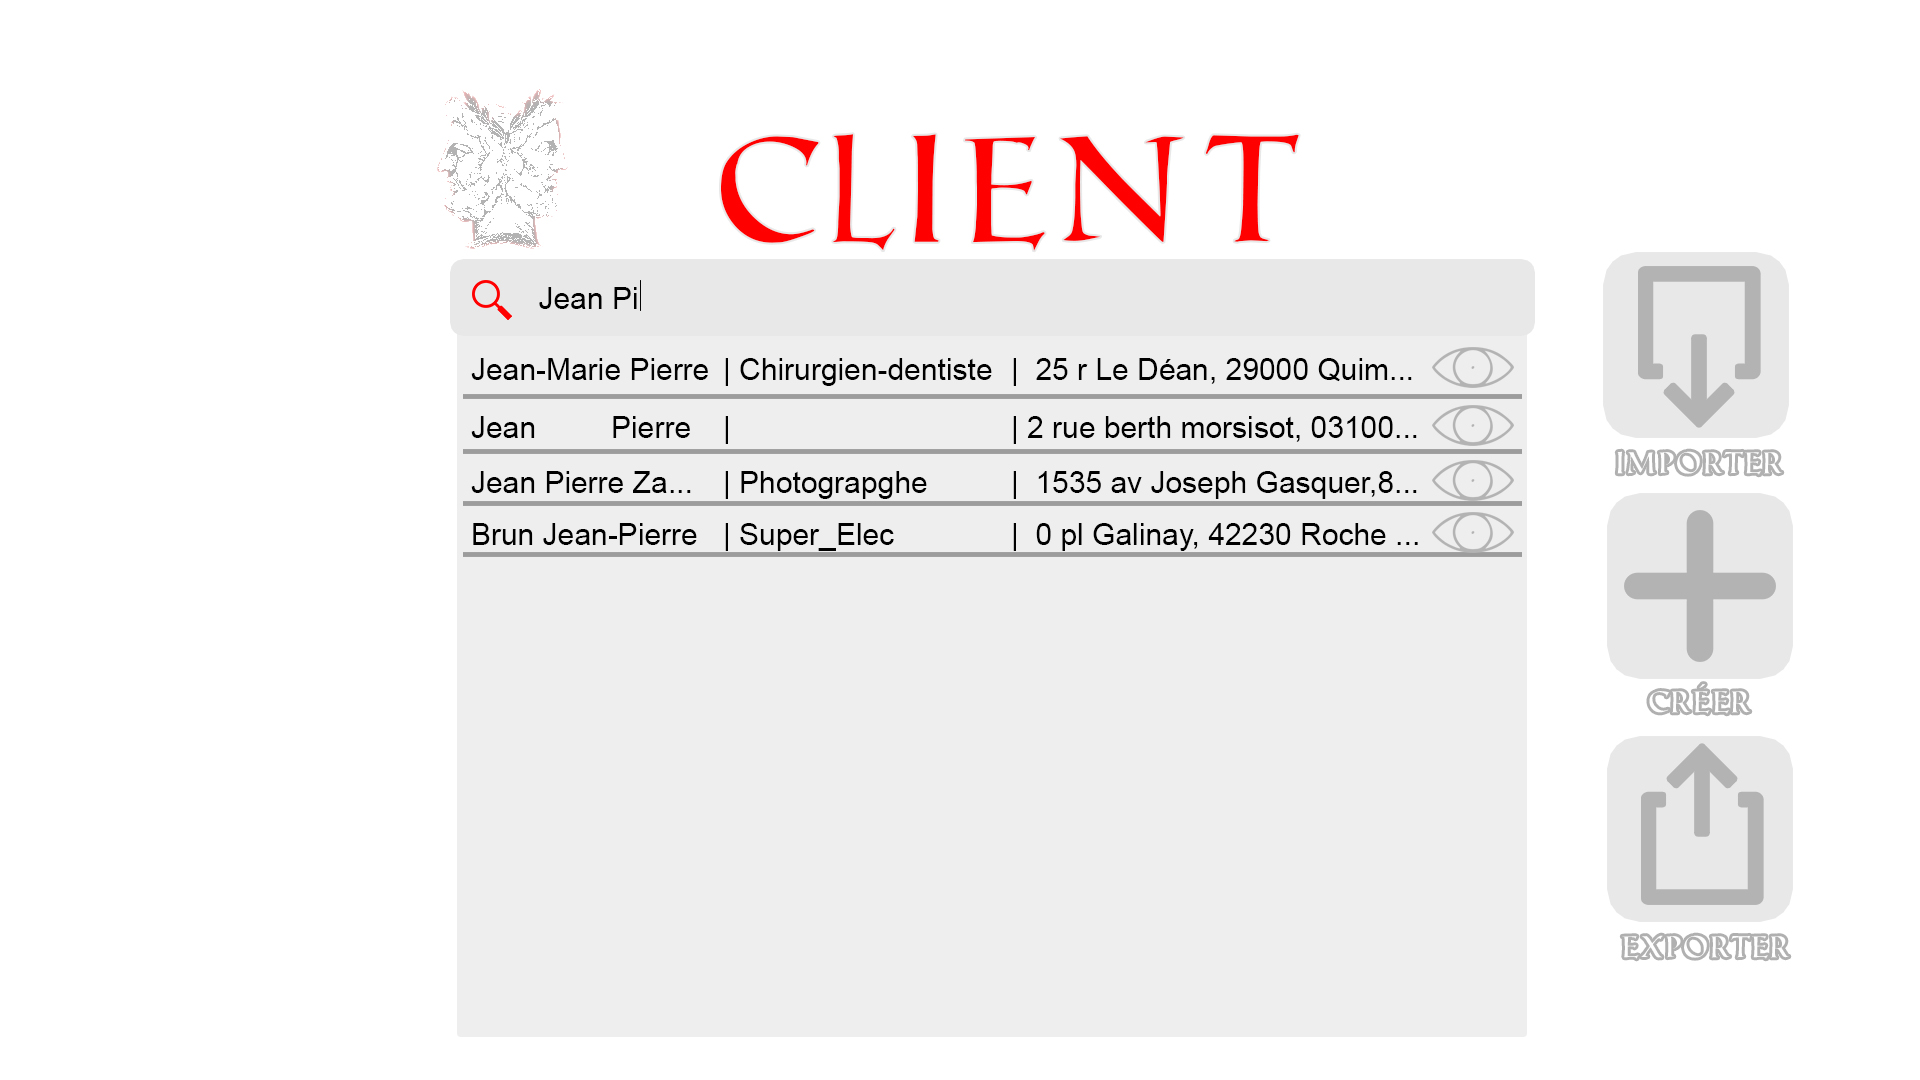 CLIENT
Jean Pi
Jean-Marie Pierre | Chirurgien-dentiste | 25 r Le Déan, 29000 Quim...
Jean Pierre | | 2 rue berth morsisot, 03100...
Jean Pierre Za... | Photograpghe | 1535 av Joseph Gasquer,8...
Brun Jean-Pierre | Super_Elec | 0 pl Galinay, 42230 Roche ...
IMPORTER
CRÉER
EXPORTER